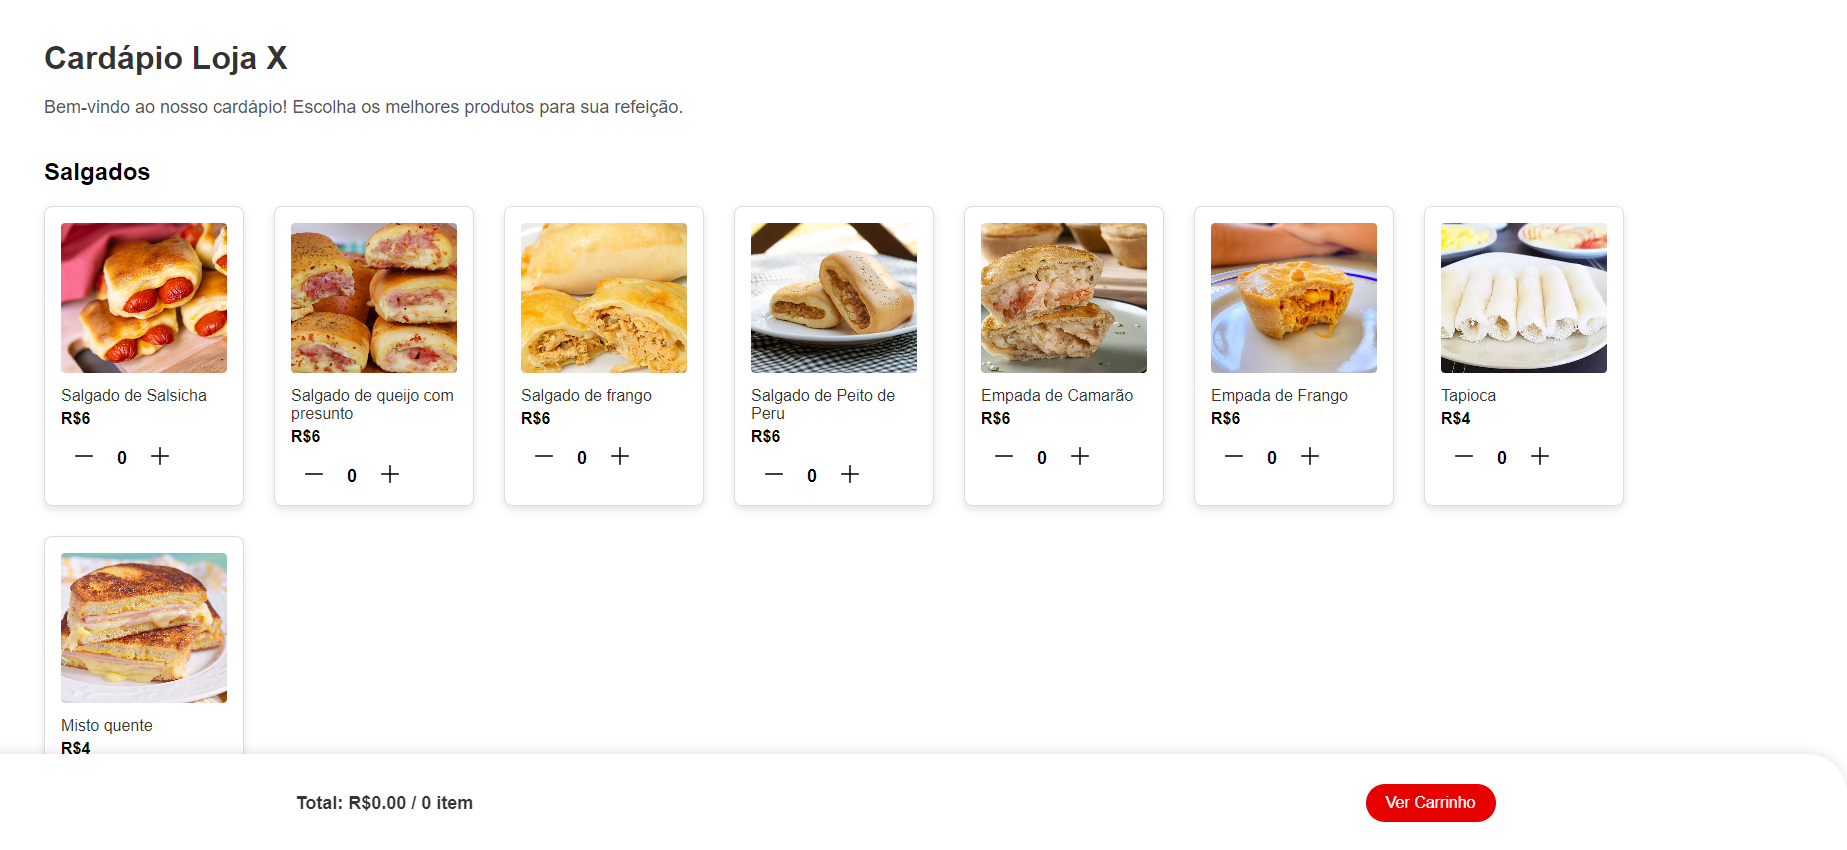 Cardápio Loja X
Bem-vindo ao nosso cardápio! Escolha os melhores produtos para sua refeição.
Salgados
Salgado de Salsicha
R$6
0
Salgado de queijo com
presunto
R$6
0
Salgado de frango
R$6
0
Salgado de Peito de
Peru
R$6
0
Empada de Camarão
R$6
0
Empada de Frango
R$6
0
Tapioca
R$4
0
Misto quente
R$4
Total: R$0.00 / 0 item
Ver Carrinho